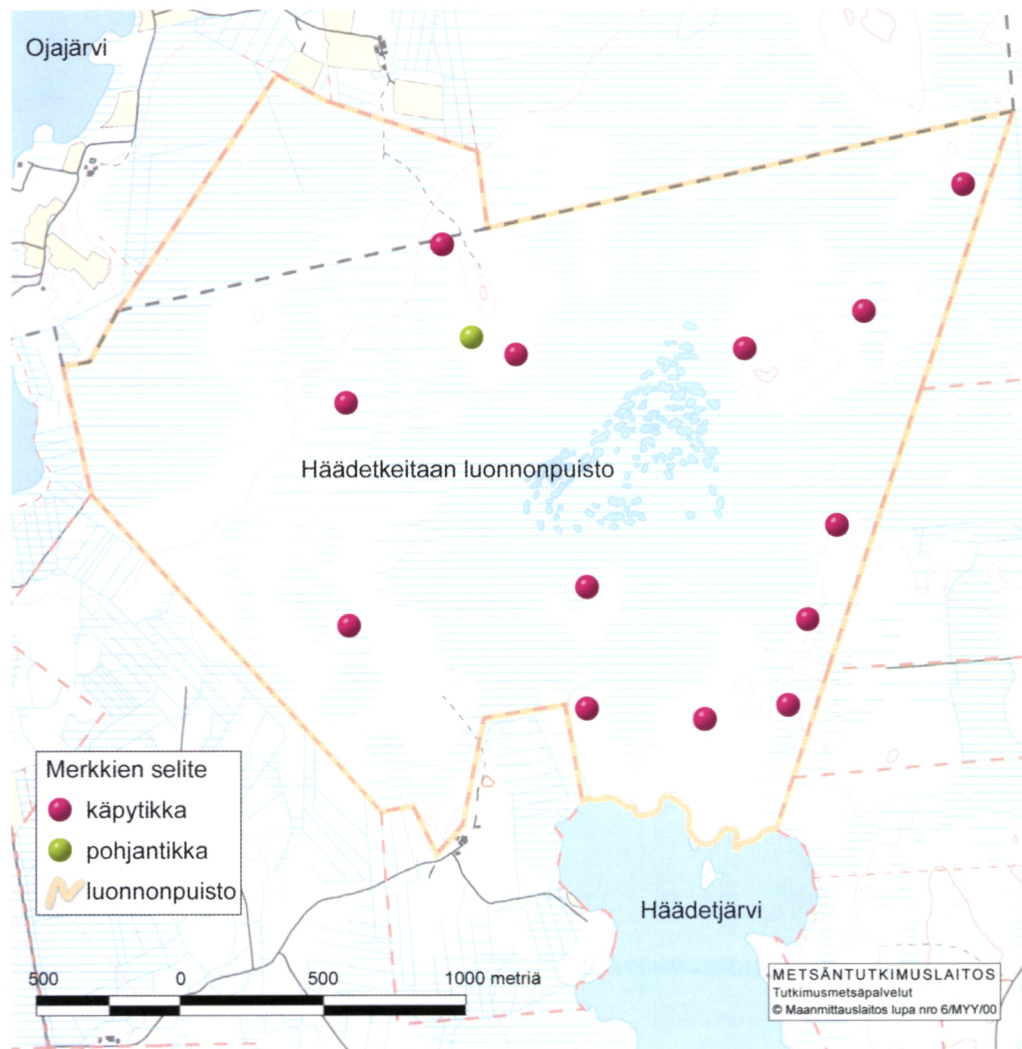 Ojajärvi
Häädetkeitaan luonnonpuisto
Merkkien selite
käpytikka
pohjantikka
luonnonpuisto
Häädetjärvi
500 0 500 1000 metriä
METSÄNTUTKIMUSLAITOS
Tutkimusmetsäpalvelut
© Maanmittauslaitos lupa nro 6/MYY/00